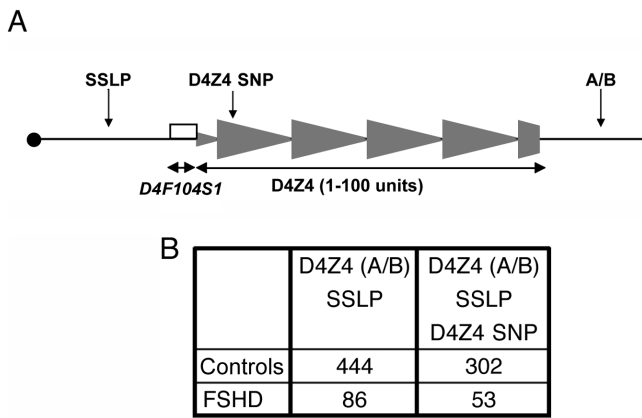 A
SSLP D4Z4 SNP A/B
D4F104S1 D4Z4 (1-100 units)
B
D4Z4 (A/B) D4Z4 (A/B)
SSLP SSLP
D4Z4 SNP
Controls 444 302
FSHD 86 53